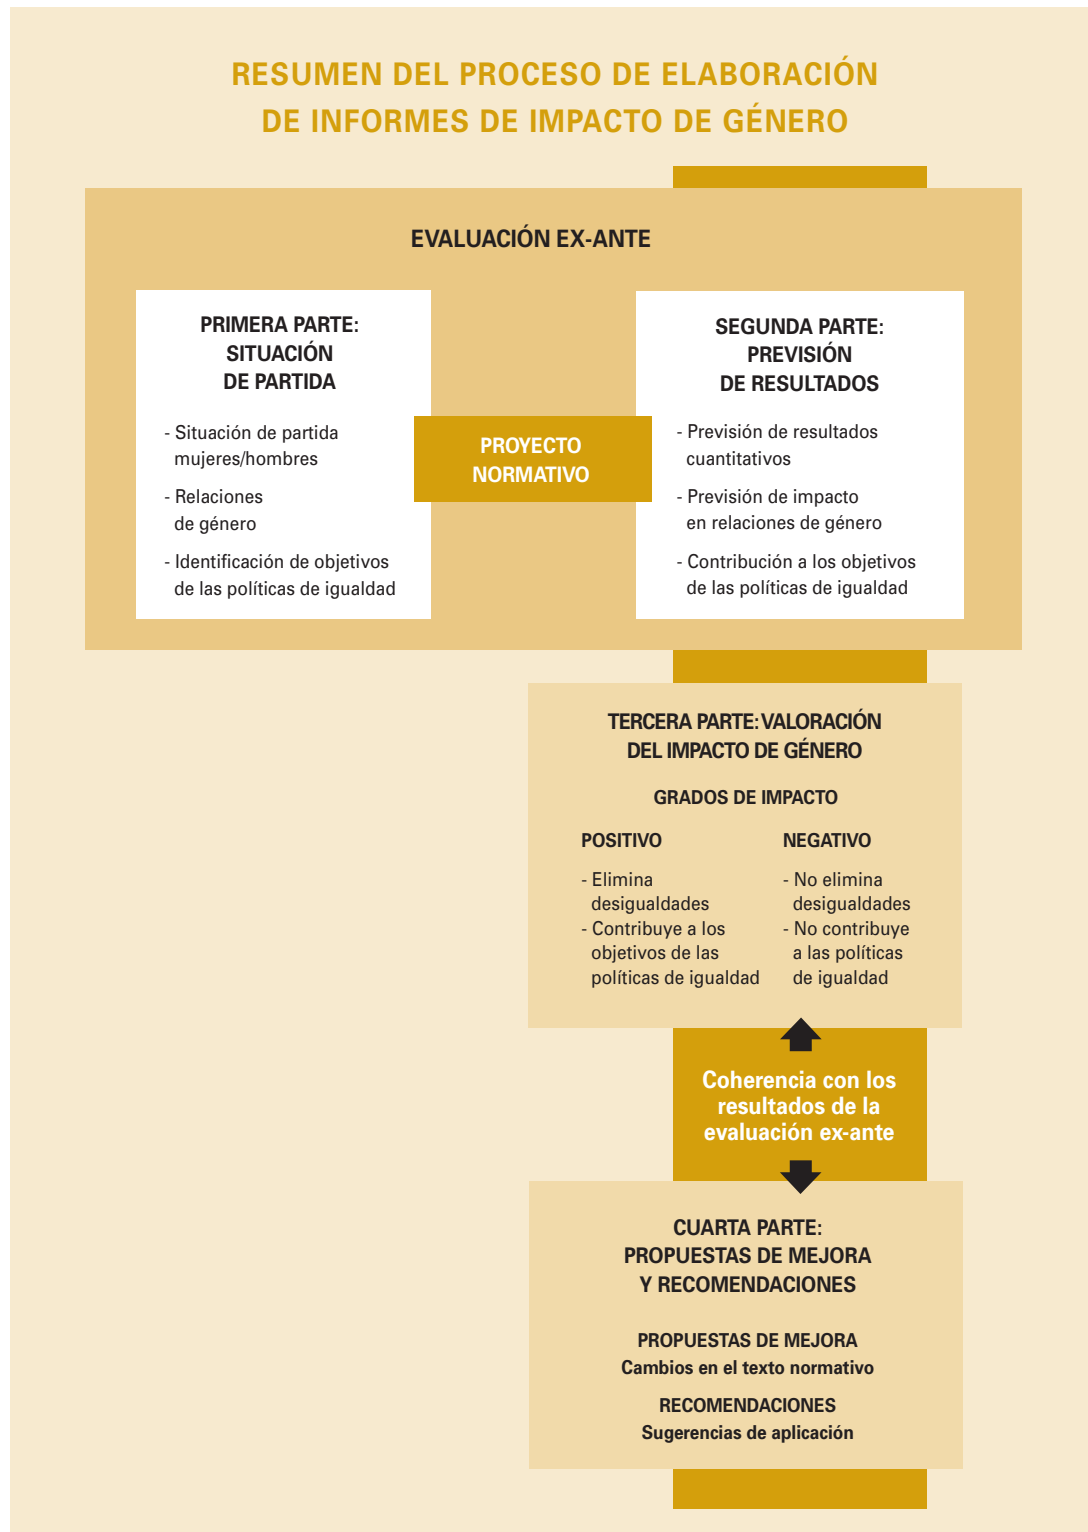 RESUMEN DEL PROCESO DE ELABORACIÓN
DE INFORMES DE IMPACTO DE GÉNERO
EVALUACIÓN EX-ANTE
PRIMERA PARTE:
SITUACIÓN
DE PARTIDA
- Situación de partida
mujeres/hombres
- Relaciones
de género
- Identificación de objetivos
de las políticas de igualdad
PROYECTO
NORMATIVO
SEGUNDA PARTE:
PREVISIÓN
DE RESULTADOS
- Previsión de resultados
cuantitativos
- Previsión de impacto
en relaciones de género
- Contribución a los objetivos
de las políticas de igualdad
TERCERA PARTE: VALORACIÓN
DEL IMPACTO DE GÉNERO
GRADOS DE IMPACTO
POSITIVO
- Elimina
desigualdades
- Contribuye a los
objetivos de las
políticas de igualdad
NEGATIVO
- No elimina
desigualdades
- No contribuye
a las políticas
de igualdad
Coherencia con los
resultados de la
evaluación ex-ante
CUARTA PARTE:
PROPUESTAS DE MEJORA
Y RECOMENDACIONES
PROPUESTAS DE MEJORA
Cambios en el texto normativo
RECOMENDACIONES
Sugerencias de aplicación